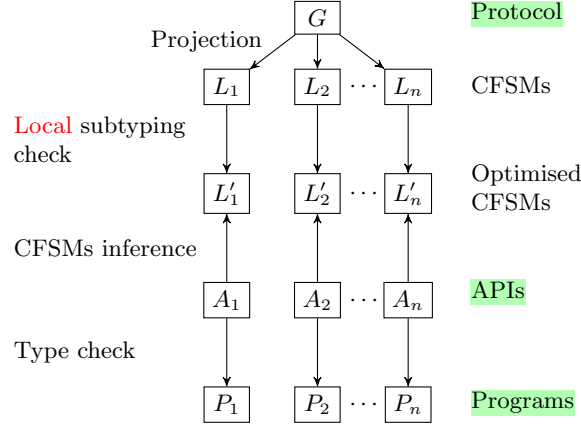 G Protocol
Projection
L₁ L₂ ⋯ Lₙ CFSMs
Local subtyping
check
L′₁ L′₂ ⋯ L′ₙ Optimised
CFSMs
CFSMs inference
A₁ A₂ ⋯ Aₙ APIs
Type check
P₁ P₂ ⋯ Pₙ Programs